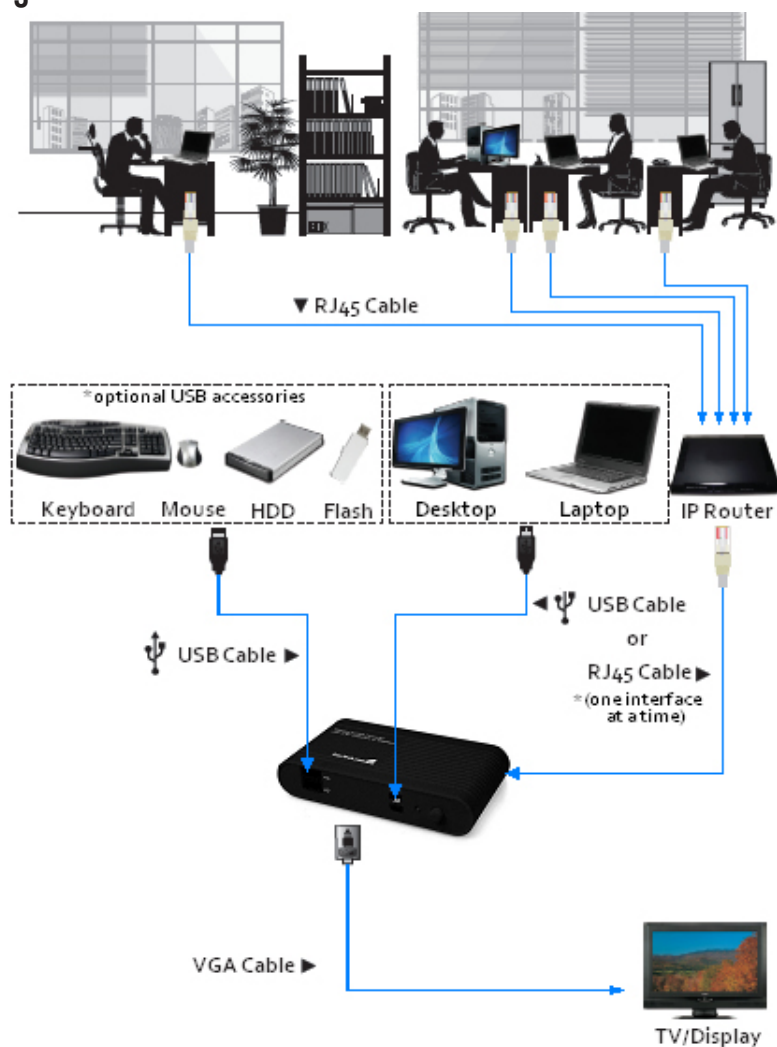 ▼ RJ45 Cable
*optional USB accessories
Keyboard Mouse HDD Flash
Desktop Laptop
IP Router
USB Cable ▶
◀ USB Cable
or
RJ45 Cable ▶
*(one interface
at a time)
VGA Cable ▶
TV/Display